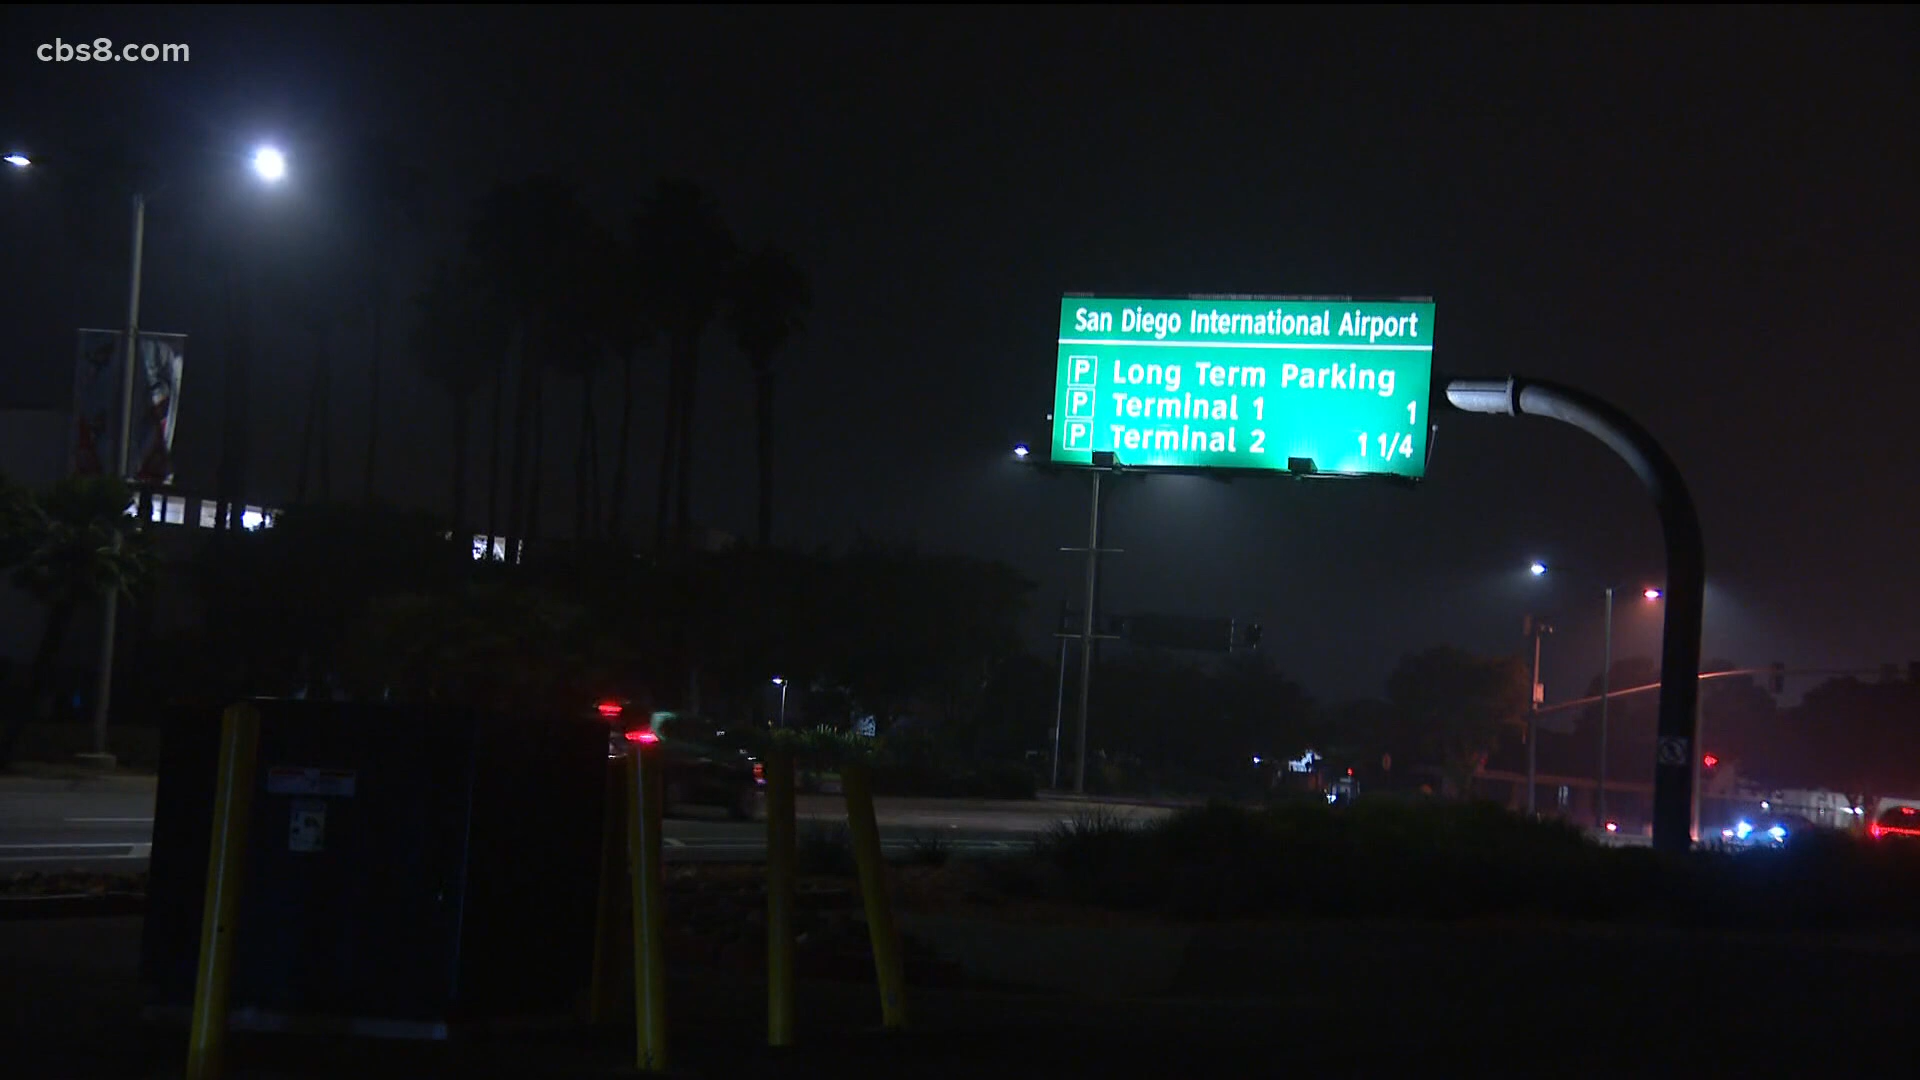 cbs8.com
San Diego International Airport
P Long Term Parking
P Terminal 1 1
P Terminal 2 1 1/4